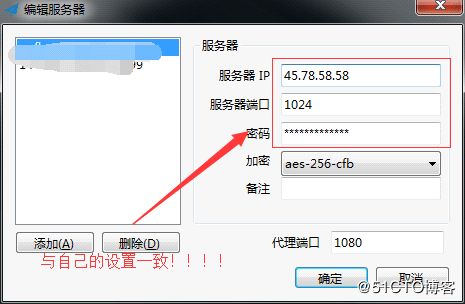 编辑服务器
服务器
服务器 IP
45.78.58.58
服务器端口
1024
密码
*************
加密
aes-256-cfb
备注
添加(A)
删除(D)
与自己的设置一致！！！！
代理端口
1080
确定
取消
@51CTO博客